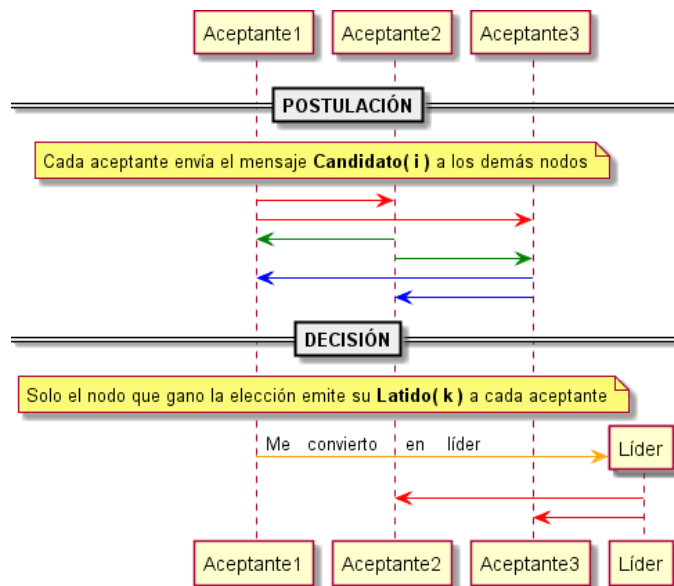 Aceptante1 Aceptante2 Aceptante3
POSTULACIÓN
Cada aceptante envía el mensaje Candidato( i ) a los demás nodos
DECISIÓN
Solo el nodo que gano la elección emite su Latido( k ) a cada aceptante
Me convierto en líder
Líder
Aceptante1 Aceptante2 Aceptante3 Líder